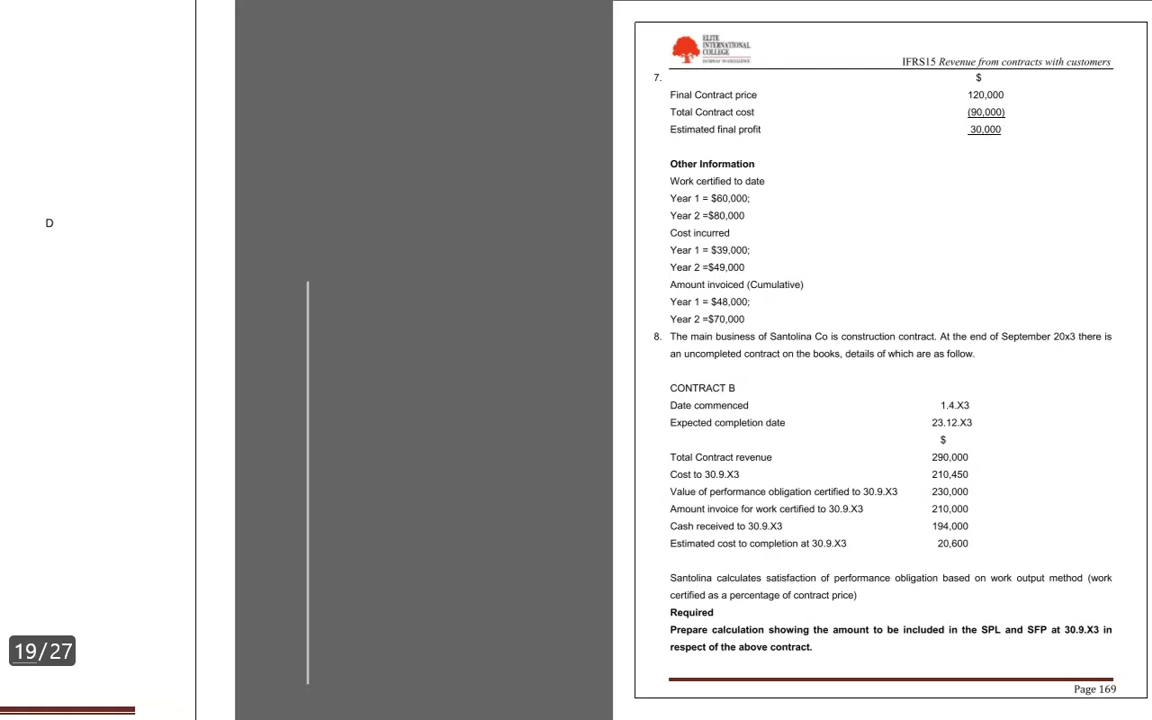 D
19/27
ELITE
INTERNATIONAL
COLLEGE
IFRS15 Revenue from contracts with customers
7. $
Final Contract price 120,000
Total Contract cost (90,000)
Estimated final profit 30,000
Other Information
Work certified to date
Year 1 = $60,000;
Year 2 =$80,000
Cost incurred
Year 1 = $39,000;
Year 2 =$49,000
Amount invoiced (Cumulative)
Year 1 = $48,000;
Year 2 =$70,000
8. The main business of Santolina Co is construction contract. At the end of September 20x3 there is
an uncompleted contract on the books, details of which are as follow.
CONTRACT B
Date commenced 1.4.X3
Expected completion date 23.12.X3
$
Total Contract revenue 290,000
Cost to 30.9.X3 210,450
Value of performance obligation certified to 30.9.X3 230,000
Amount invoice for work certified to 30.9.X3 210,000
Cash received to 30.9.X3 194,000
Estimated cost to completion at 30.9.X3 20,600
Santolina calculates satisfaction of performance obligation based on work output method (work
certified as a percentage of contract price)
Required
Prepare calculation showing the amount to be included in the SPL and SFP at 30.9.X3 in
respect of the above contract.
Page 169